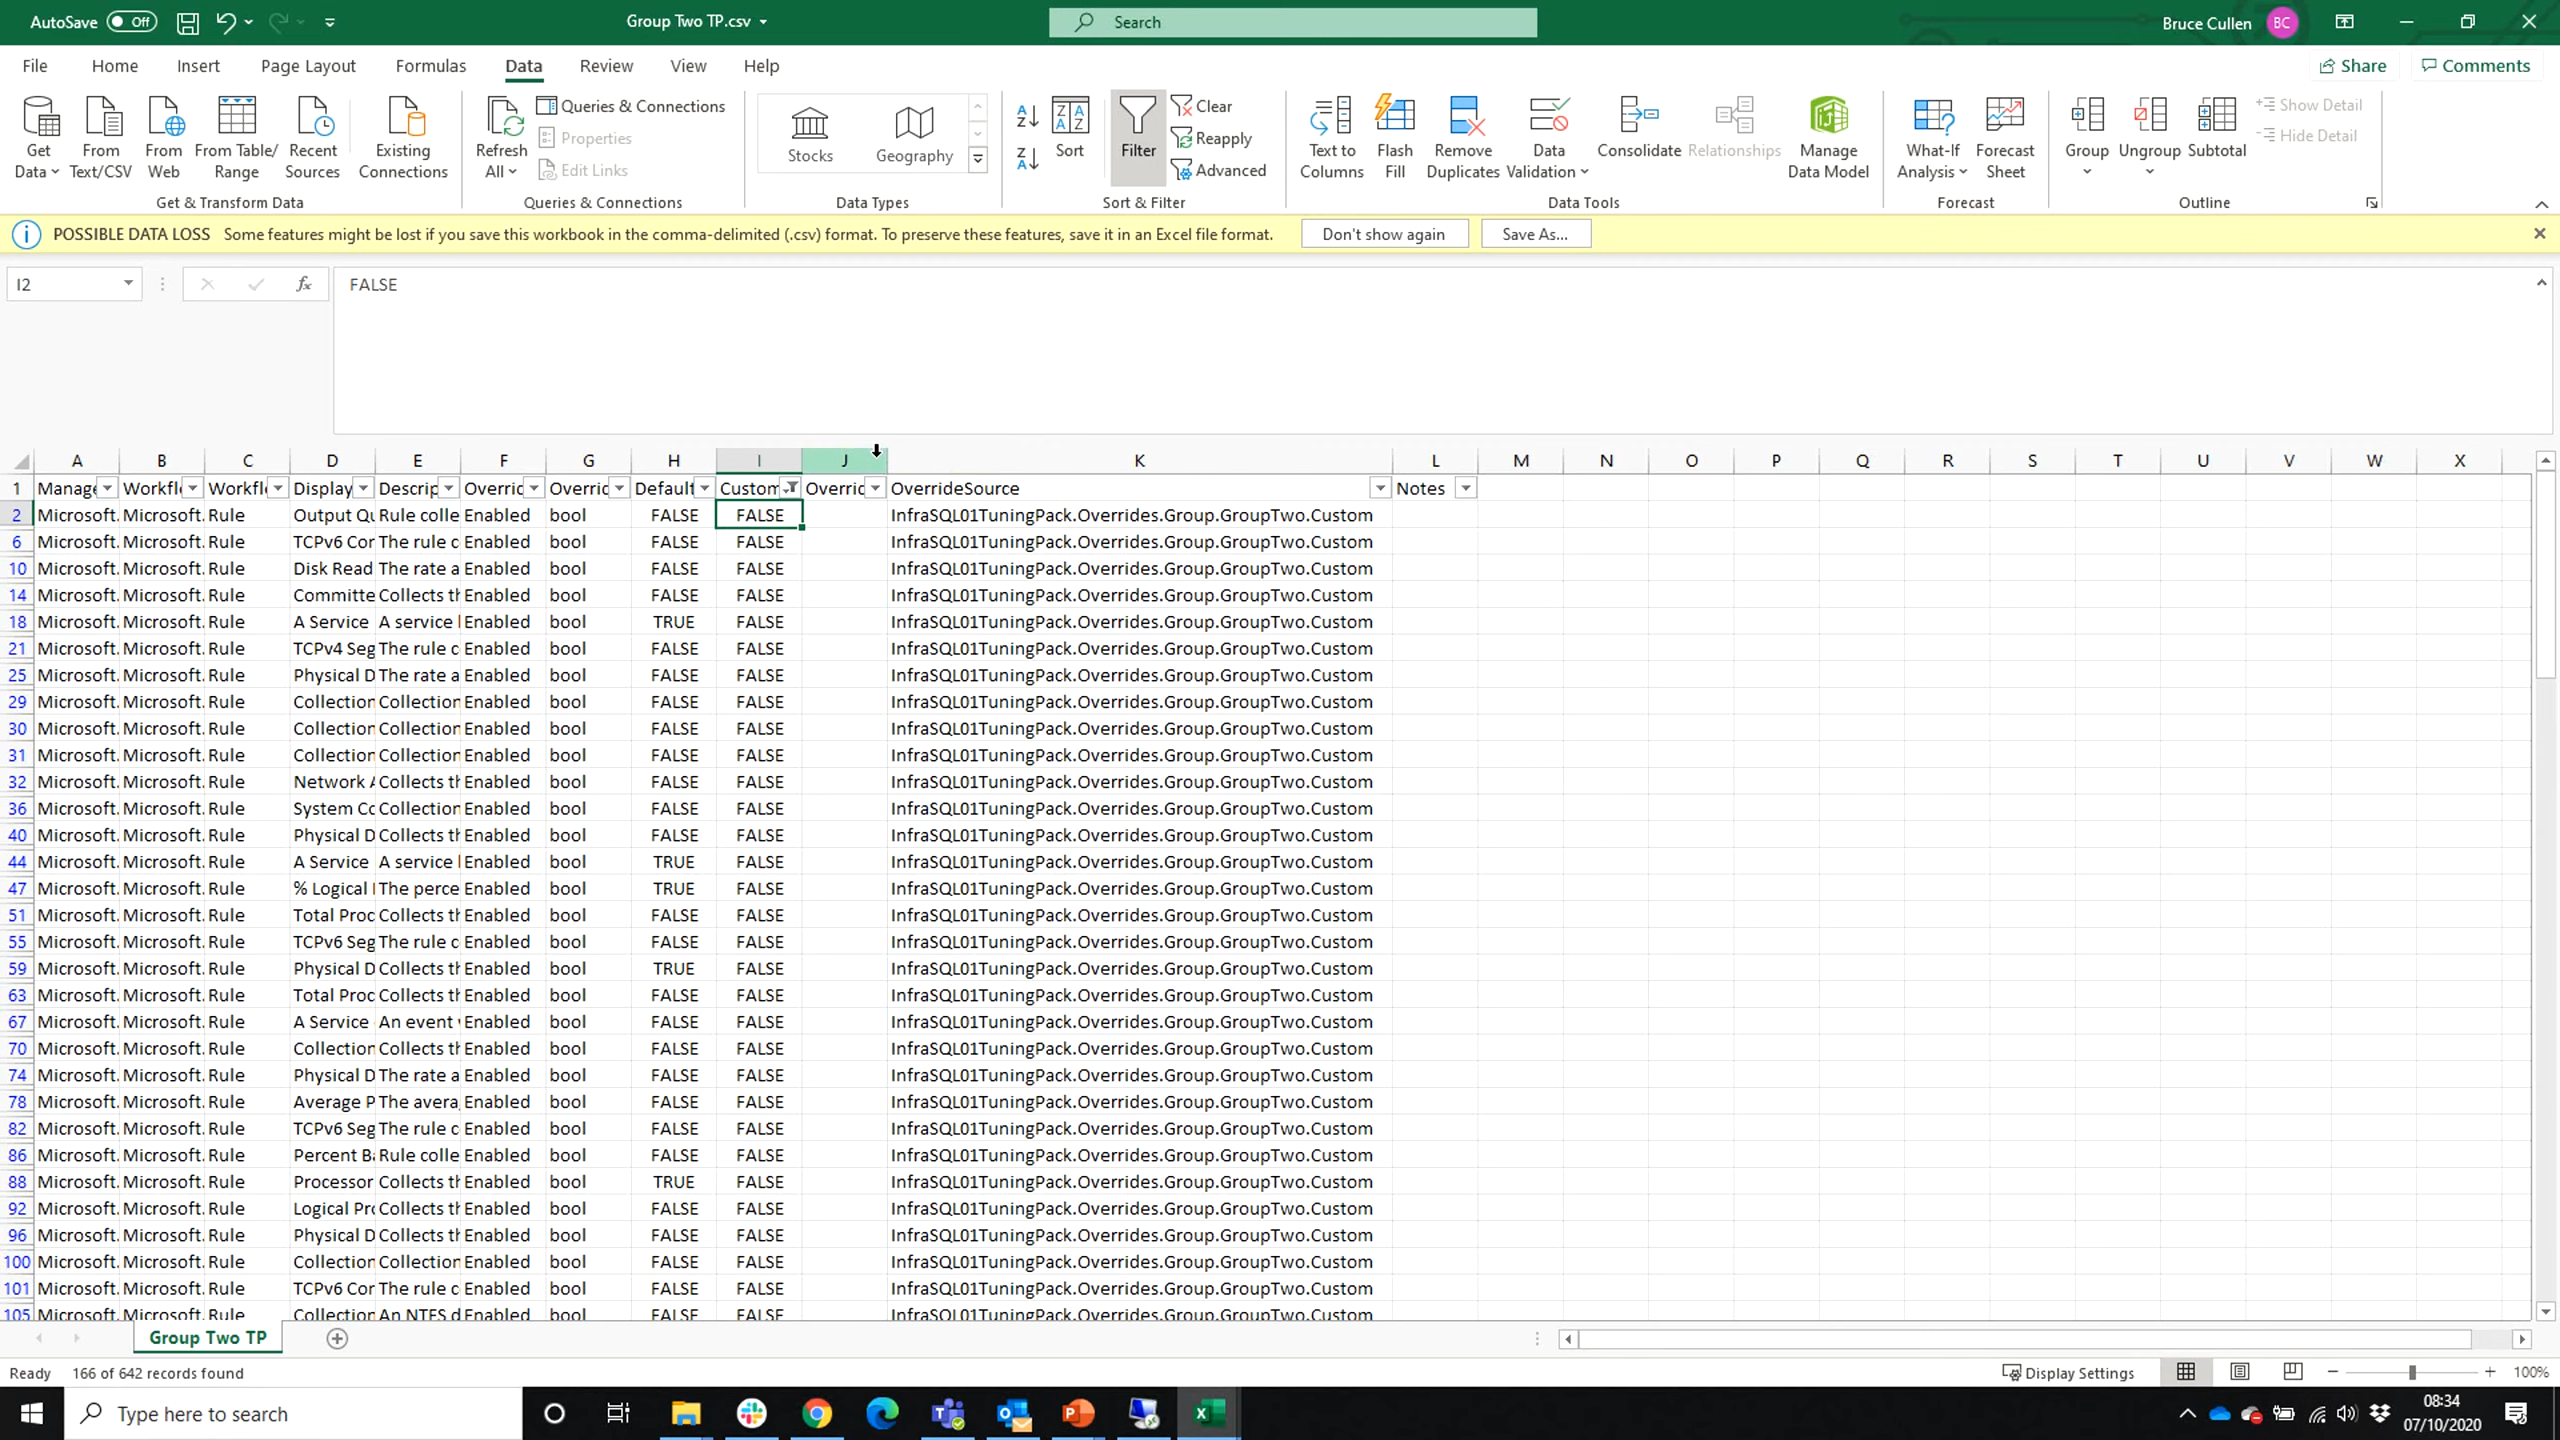 AutoSave Off Group Two TP.csv Search Bruce Cullen BC
File Home Insert Page Layout Formulas Data Review View Help Share Comments
Get Data From Text/CSV From Web From Table/Range Recent Sources Existing Connections
Get & Transform Data
Refresh All Queries & Connections Properties Edit Links
Queries & Connections
Stocks Geography
Data Types
Sort Filter Clear Reapply Advanced
Sort & Filter
Text to Columns Flash Fill Remove Duplicates Data Validation Consolidate Relationships Manage Data Model
Data Tools
What-If Analysis Forecast Sheet
Forecast
Group Ungroup Subtotal Show Detail Hide Detail
Outline
POSSIBLE DATA LOSS Some features might be lost if you save this workbook in the comma-delimited (.csv) format. To preserve these features, save it in an Excel file format. Don't show again Save As...
I2 fx FALSE
A B C D E F G H I J K L M N O P Q R S T U V W X
1 Manage Workfl Workfl Display Descrip Overric Overric Default Custom Overric OverrideSource Notes
2 Microsoft. Microsoft. Rule Output Qu Rule colle Enabled bool FALSE FALSE InfraSQL01TuningPack.Overrides.Group.GroupTwo.Custom
6 Microsoft. Microsoft. Rule TCPv6 Cor The rule c Enabled bool FALSE FALSE InfraSQL01TuningPack.Overrides.Group.GroupTwo.Custom
10 Microsoft. Microsoft. Rule Disk Read The rate a Enabled bool FALSE FALSE InfraSQL01TuningPack.Overrides.Group.GroupTwo.Custom
14 Microsoft. Microsoft. Rule Committe Collects th Enabled bool FALSE FALSE InfraSQL01TuningPack.Overrides.Group.GroupTwo.Custom
18 Microsoft. Microsoft. Rule A Service A service Enabled bool TRUE FALSE InfraSQL01TuningPack.Overrides.Group.GroupTwo.Custom
21 Microsoft. Microsoft. Rule TCPv4 Seg The rule c Enabled bool FALSE FALSE InfraSQL01TuningPack.Overrides.Group.GroupTwo.Custom
25 Microsoft. Microsoft. Rule Physical D The rate a Enabled bool FALSE FALSE InfraSQL01TuningPack.Overrides.Group.GroupTwo.Custom
29 Microsoft. Microsoft. Rule Collection Collection Enabled bool FALSE FALSE InfraSQL01TuningPack.Overrides.Group.GroupTwo.Custom
30 Microsoft. Microsoft. Rule Collection Collection Enabled bool FALSE FALSE InfraSQL01TuningPack.Overrides.Group.GroupTwo.Custom
31 Microsoft. Microsoft. Rule Collection Collection Enabled bool FALSE FALSE InfraSQL01TuningPack.Overrides.Group.GroupTwo.Custom
32 Microsoft. Microsoft. Rule Network A Collects th Enabled bool FALSE FALSE InfraSQL01TuningPack.Overrides.Group.GroupTwo.Custom
36 Microsoft. Microsoft. Rule System Co Collection Enabled bool FALSE FALSE InfraSQL01TuningPack.Overrides.Group.GroupTwo.Custom
40 Microsoft. Microsoft. Rule Physical D Collects th Enabled bool FALSE FALSE InfraSQL01TuningPack.Overrides.Group.GroupTwo.Custom
44 Microsoft. Microsoft. Rule A Service A service Enabled bool TRUE FALSE InfraSQL01TuningPack.Overrides.Group.GroupTwo.Custom
47 Microsoft. Microsoft. Rule % Logical The perce Enabled bool TRUE FALSE InfraSQL01TuningPack.Overrides.Group.GroupTwo.Custom
51 Microsoft. Microsoft. Rule Total Proc Collects th Enabled bool FALSE FALSE InfraSQL01TuningPack.Overrides.Group.GroupTwo.Custom
55 Microsoft. Microsoft. Rule TCPv6 Seg The rule c Enabled bool FALSE FALSE InfraSQL01TuningPack.Overrides.Group.GroupTwo.Custom
59 Microsoft. Microsoft. Rule Physical D Collects th Enabled bool TRUE FALSE InfraSQL01TuningPack.Overrides.Group.GroupTwo.Custom
63 Microsoft. Microsoft. Rule Total Proc Collects th Enabled bool FALSE FALSE InfraSQL01TuningPack.Overrides.Group.GroupTwo.Custom
67 Microsoft. Microsoft. Rule A Service An event Enabled bool FALSE FALSE InfraSQL01TuningPack.Overrides.Group.GroupTwo.Custom
70 Microsoft. Microsoft. Rule Collection Collects th Enabled bool FALSE FALSE InfraSQL01TuningPack.Overrides.Group.GroupTwo.Custom
74 Microsoft. Microsoft. Rule Physical D The rate a Enabled bool FALSE FALSE InfraSQL01TuningPack.Overrides.Group.GroupTwo.Custom
78 Microsoft. Microsoft. Rule Average P The avera Enabled bool FALSE FALSE InfraSQL01TuningPack.Overrides.Group.GroupTwo.Custom
82 Microsoft. Microsoft. Rule TCPv6 Seg The rule c Enabled bool FALSE FALSE InfraSQL01TuningPack.Overrides.Group.GroupTwo.Custom
86 Microsoft. Microsoft. Rule Percent Ba Rule colle Enabled bool FALSE FALSE InfraSQL01TuningPack.Overrides.Group.GroupTwo.Custom
88 Microsoft. Microsoft. Rule Processor Collects th Enabled bool TRUE FALSE InfraSQL01TuningPack.Overrides.Group.GroupTwo.Custom
92 Microsoft. Microsoft. Rule Logical Pro Collects th Enabled bool FALSE FALSE InfraSQL01TuningPack.Overrides.Group.GroupTwo.Custom
96 Microsoft. Microsoft. Rule Physical D Collects th Enabled bool FALSE FALSE InfraSQL01TuningPack.Overrides.Group.GroupTwo.Custom
100 Microsoft. Microsoft. Rule Collection Collection Enabled bool FALSE FALSE InfraSQL01TuningPack.Overrides.Group.GroupTwo.Custom
101 Microsoft. Microsoft. Rule TCPv6 Cor The rule c Enabled bool FALSE FALSE InfraSQL01TuningPack.Overrides.Group.GroupTwo.Custom
105 Microsoft. Microsoft. Rule Collection An NTFS d Enabled bool FALSE FALSE InfraSQL01TuningPack.Overrides.Group.GroupTwo.Custom
Group Two TP
Ready 166 of 642 records found Display Settings 100%
Type here to search 08:34
07/10/2020